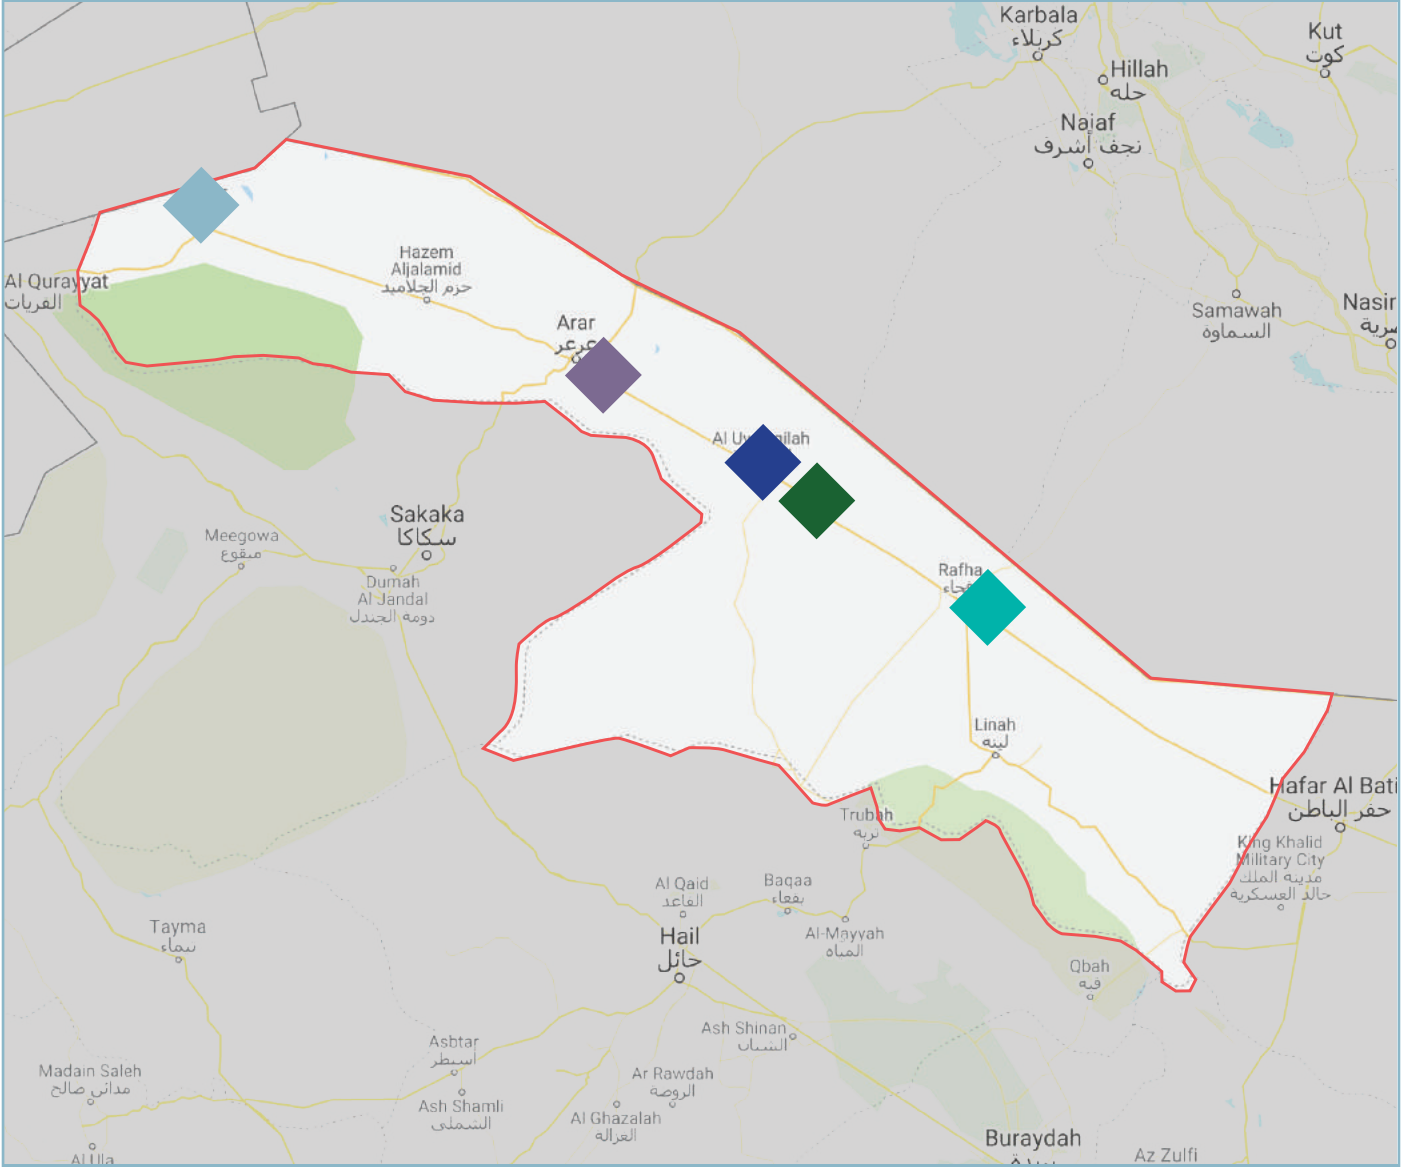 Karbala
كربلاء
Kut
كوت
Hillah
حله
Najaf
نجف أشرف
Hazem
Aljalamid
حزم الجلاميد
Al Qurayyat
القريات
Samawah
السماوة
Nasir
Arar
عرعر
Sakaka
سكاكا
Meegowa
ميقوع
Dumah
Al Jandal
دومة الجندل
Rafha
Linah
لينه
Hafar Al Bati
حفر الباطن
Trubah
تربه
King Khalid
Military City
مدينة الملك
خالد العسكرية
Al Qaid
القاعد
Baqaa
بقعاء
Al-Mayyah
المياه
Tayma
تيماء
Hail
حائل
Qbah
قبه
Ash Shinan
الشنان
Asbtar
أسبطر
Madain Saleh
مدائن صالح
Ar Rawdah
الروضة
Ash Shamli
الشملي
Al Ghazalah
الغزالة
Buraydah
Az Zulfi
Al Ula